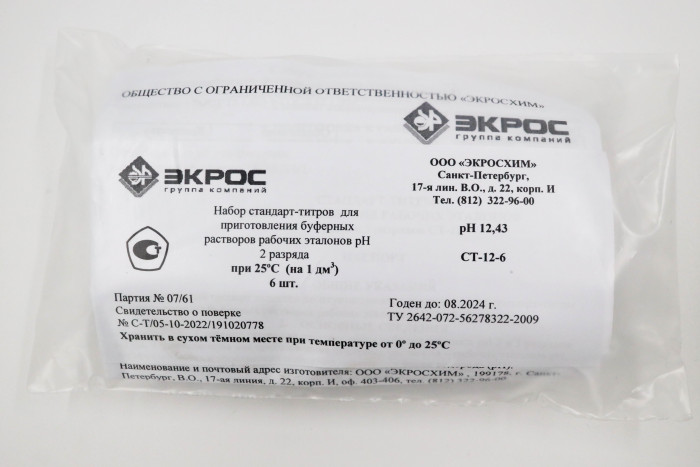 ОБЩЕСТВО С ОГРАНИЧЕННОЙ ОТВЕТСТВЕННОСТЬЮ «ЭКРОСХИМ»
ЭКРОС
группа компаний
ООО «ЭКРОСХИМ»
Санкт-Петербург,
17-я лин. В.О., д. 22, корп. И
Тел. (812) 322-96-00
ЭКРОС
группа компаний
Набор стандарт-титров для
приготовления буферных
растворов рабочих эталонов pH
2 разряда
при 25ºС (на 1 дм³)
6 шт.
pH 12,43
СТ-12-6
Партия № 07/61
Свидетельство о поверке
№ С-Т/05-10-2022/191020778
Годен до: 08.2024 г.
ТУ 2642-072-56278322-2009
Хранить в сухом тёмном месте при температуре от 0º до 25ºС
Наименование и почтовый адрес изготовителя: ООО «ЭКРОСХИМ» , 199178, г. Санкт-
Петербург, В.О., 17-ая линия, д. 22, корп. И, оф. 403-406, тел. (812) 322-96-00